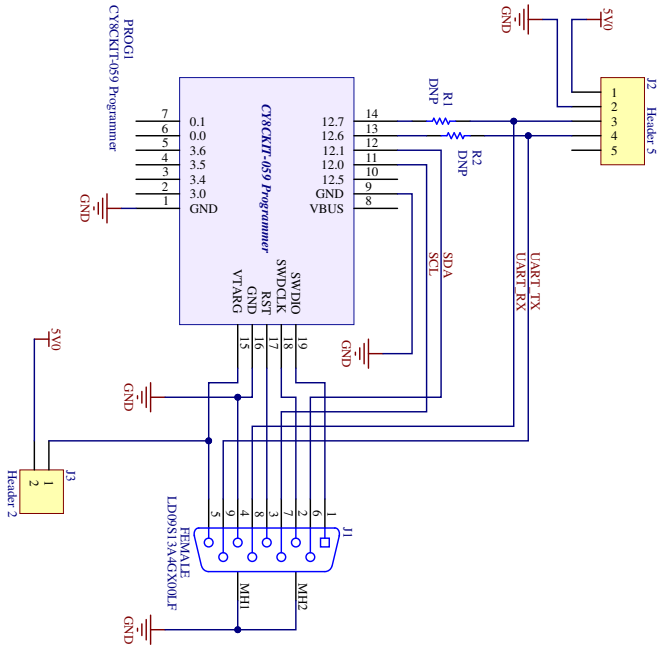 PROG1
CY8CKIT-059 Programmer
GND
5V0
J2
Header 5
1
2
3
4
5
R1
DNP
R2
DNP
CY8CKIT-059 Programmer
7 0.1
6 0.0
5 3.6
4 3.5
3 3.4
2 3.0
1 GND
GND
12.7 14
12.6 13
12.1 12
12.0 11
12.5 10
GND 9
VBUS 8
SDA
SCL
UART_TX
UART_RX
GND
VTARG 15
GND 16
RST 17
SWDCLK 18
SWDIO 19
5V0
GND
J3
1
2
Header 2
5
9
4
8
3
7
2
6
1
J1
FEMALE
LD09S13A4GX00LF
MH1
MH2
GND